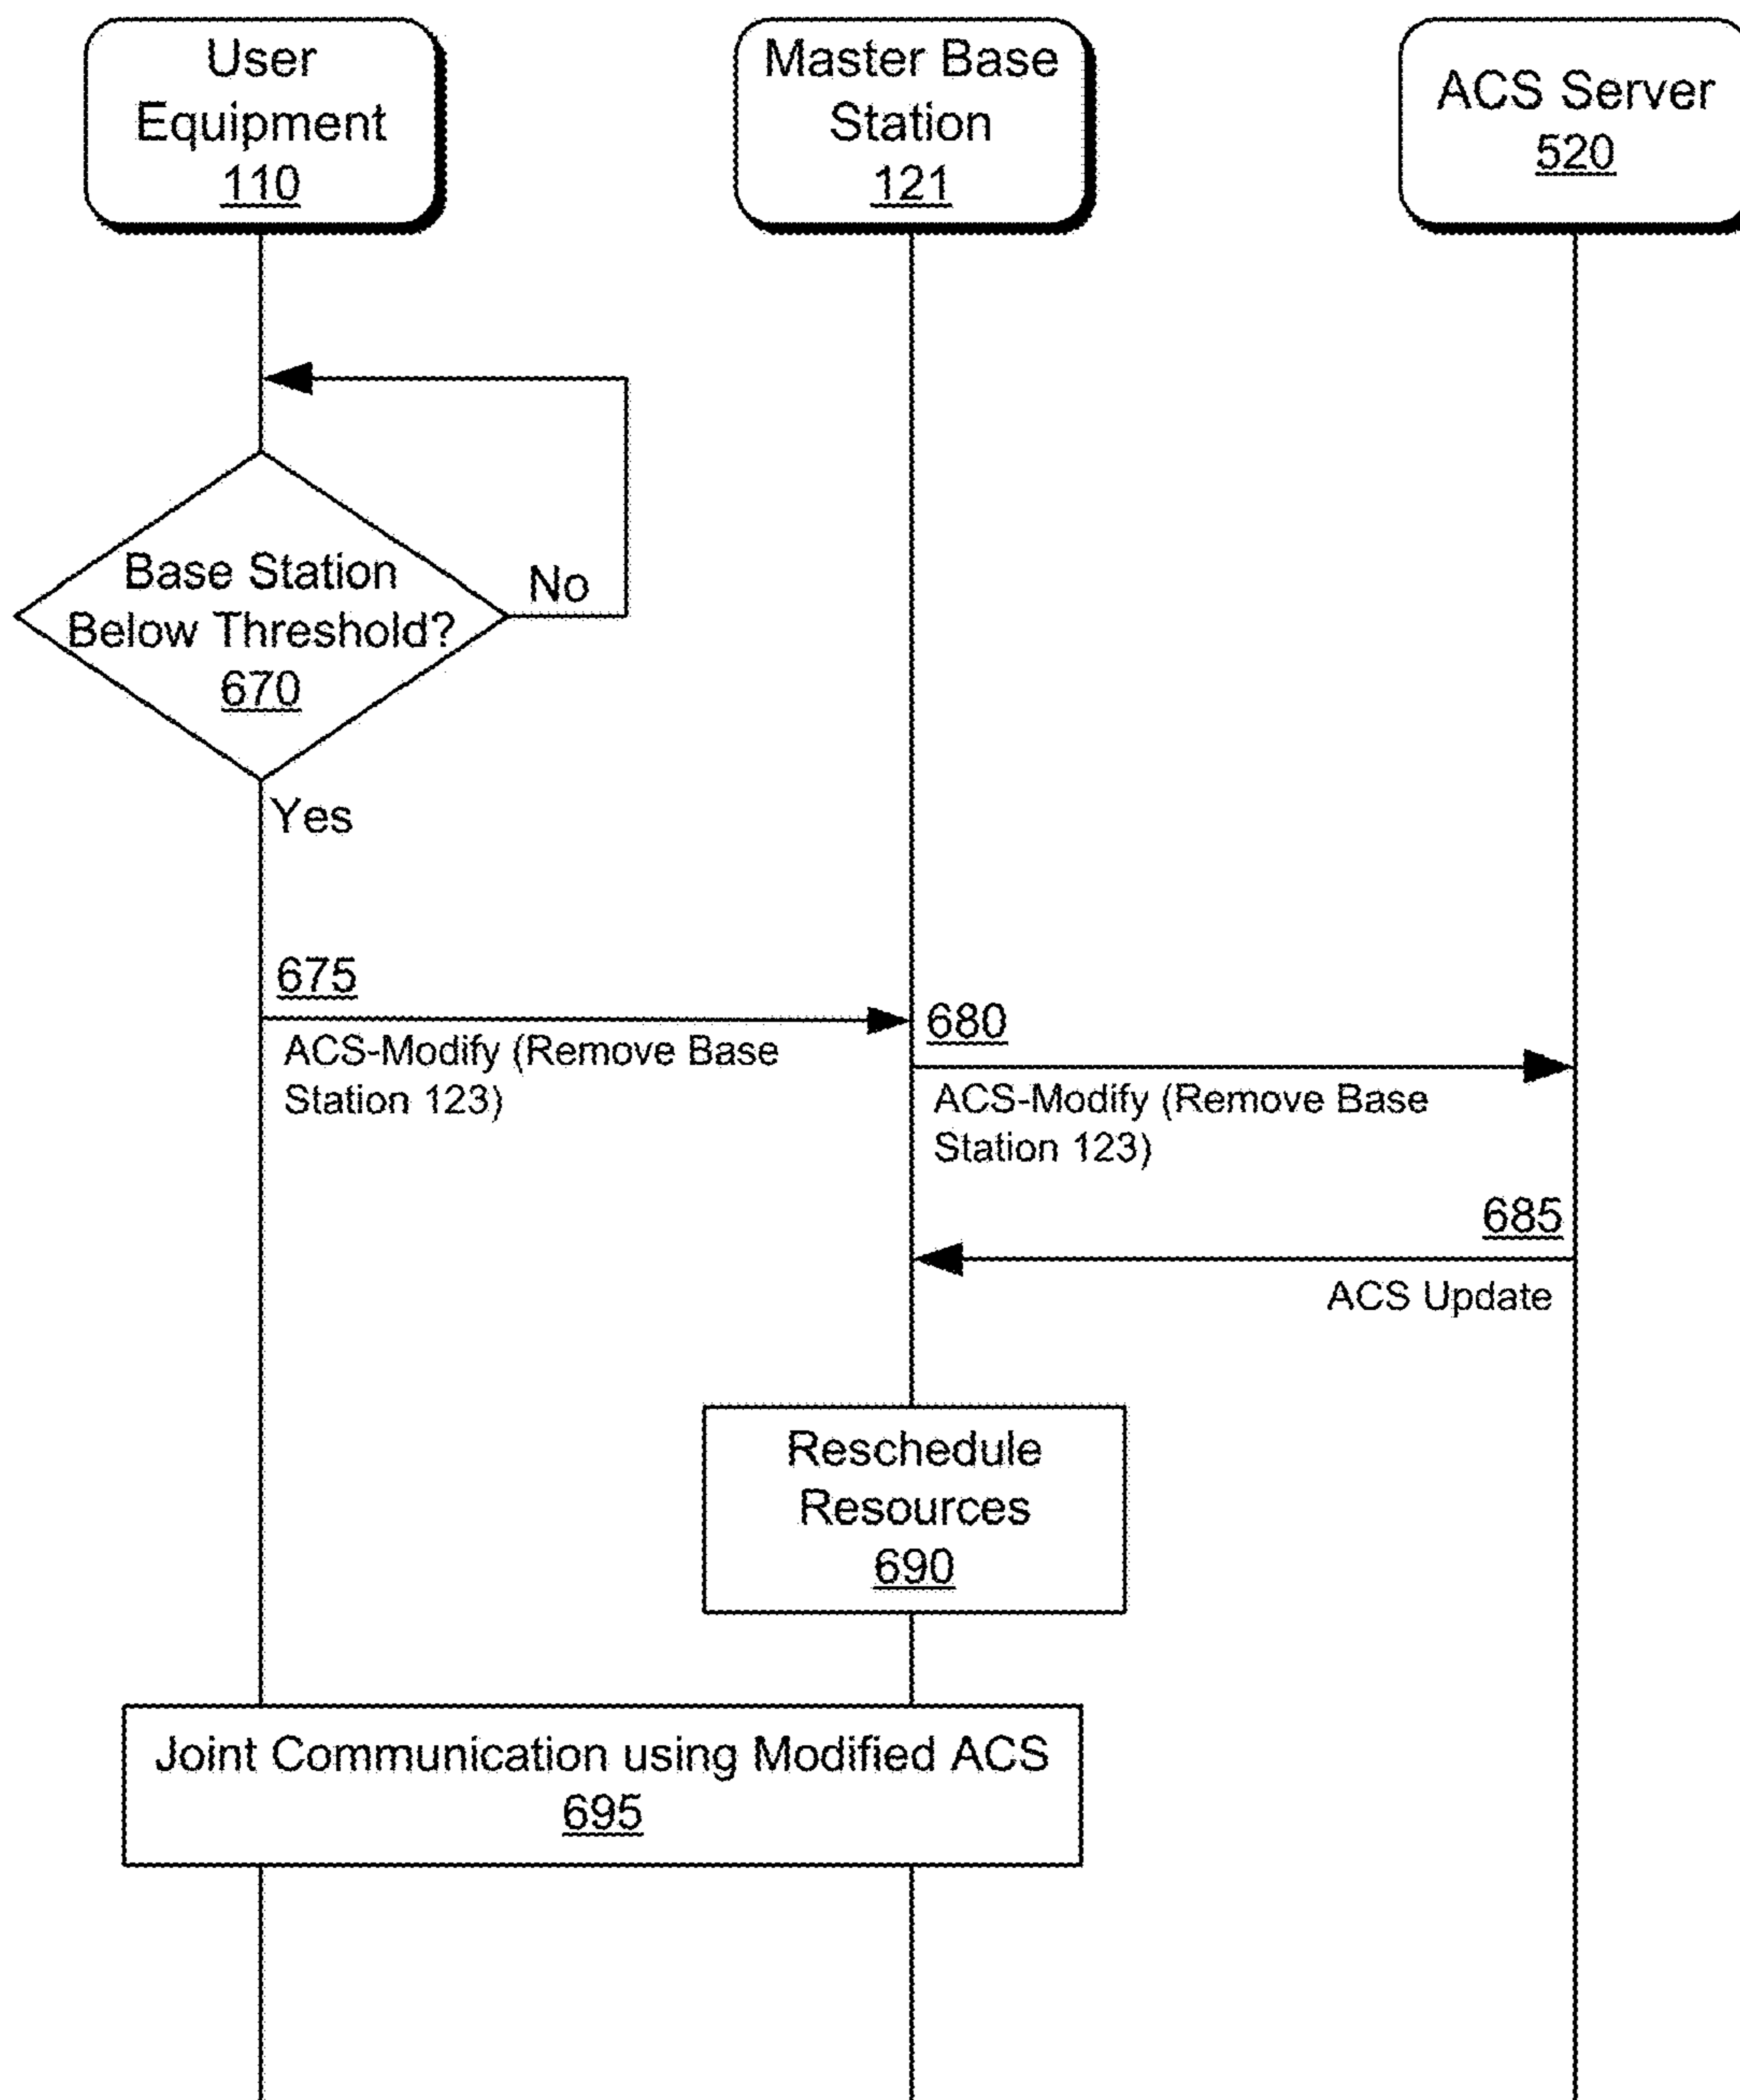 User
Equipment
110
Master Base
Station
121
ACS Server
520
Base Station
Below Threshold?
670
No
Yes
675
ACS-Modify (Remove Base
Station 123)
680
ACS-Modify (Remove Base
Station 123)
685
ACS Update
Reschedule
Resources
690
Joint Communication using Modified ACS
695